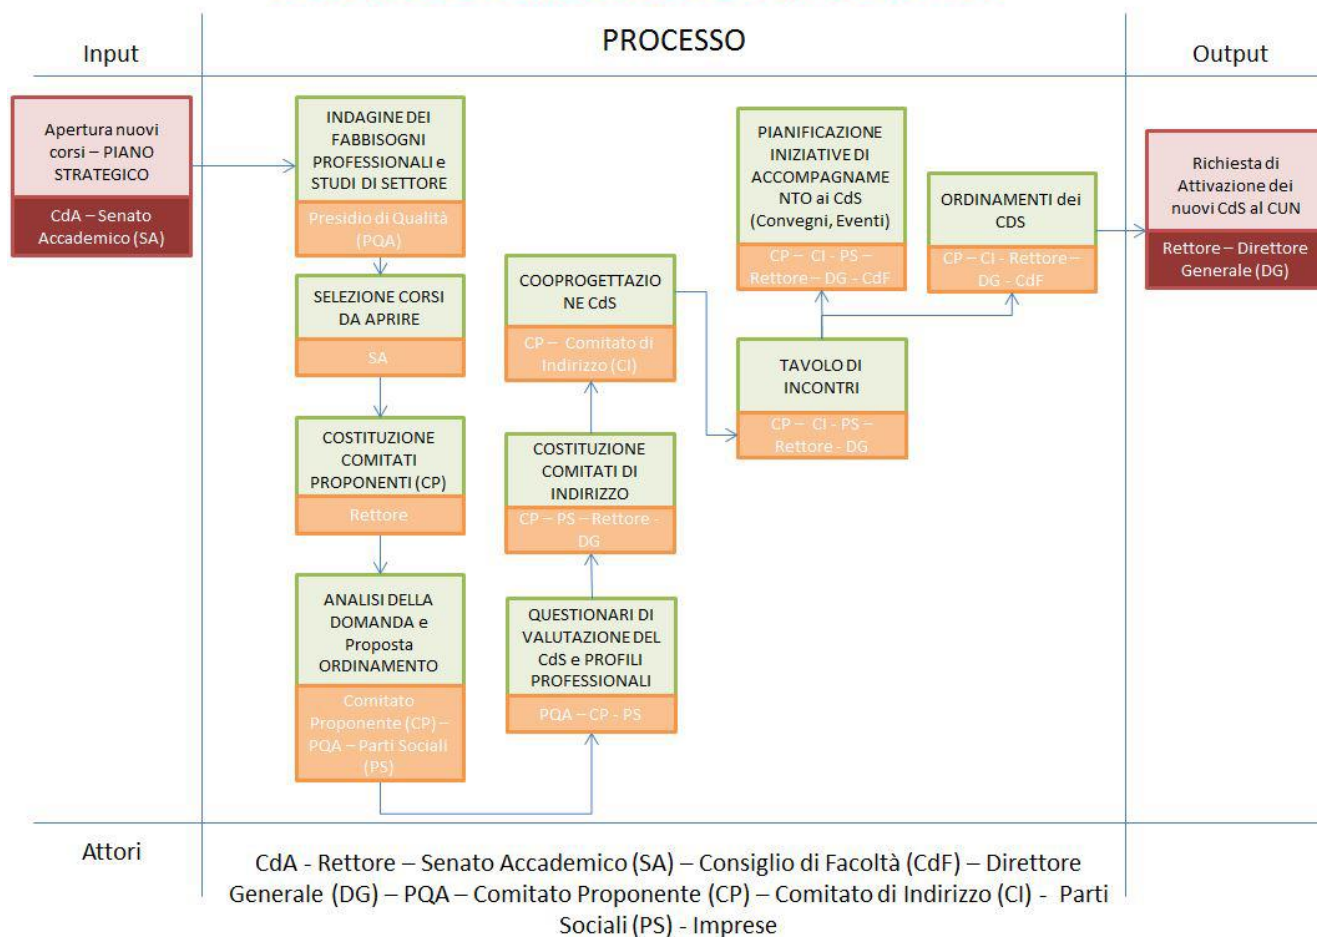 Input
PROCESSO
Output
Apertura nuovi
corsi – PIANO
STRATEGICO
CdA – Senato
Accademico (SA)
INDAGINE DEI
FABBISOGNI
PROFESSIONALI e
STUDI DI SETTORE
Presidio di Qualità
(PQA)
SELEZIONE CORSI
DA APRIRE
SA
COSTITUZIONE
COMITATI
PROPONENTI (CP)
Rettore
ANALISI DELLA
DOMANDA e
Proposta
ORDINAMENTO
Comitato
Proponente (CP) –
PQA – Parti Sociali
(PS)
QUESTIONARI DI
VALUTAZIONE DEL
CdS e PROFILI
PROFESSIONALI
PQA – CP - PS
COSTITUZIONE
COMITATI DI
INDIRIZZO
CP – PS – Rettore -
DG
COOPROGETTAZIO
NE CdS
CP – Comitato di
Indirizzo (CI)
TAVOLO DI
INCONTRI
CP – CI - PS –
Rettore - DG
PIANIFICAZIONE
INIZIATIVE DI
ACCOMPAGNAME
NTO ai CdS
(Convegni, Eventi)
CP – CI - PS –
Rettore – DG - CdF
ORDINAMENTI dei
CDS
CP – CI - Rettore –
DG - CdF
Richiesta di
Attivazione dei
nuovi CdS al CUN
Rettore – Direttore
Generale (DG)
Attori
CdA - Rettore – Senato Accademico (SA) – Consiglio di Facoltà (CdF) – Direttore
Generale (DG) – PQA – Comitato Proponente (CP) – Comitato di Indirizzo (CI) - Parti
Sociali (PS) - Imprese